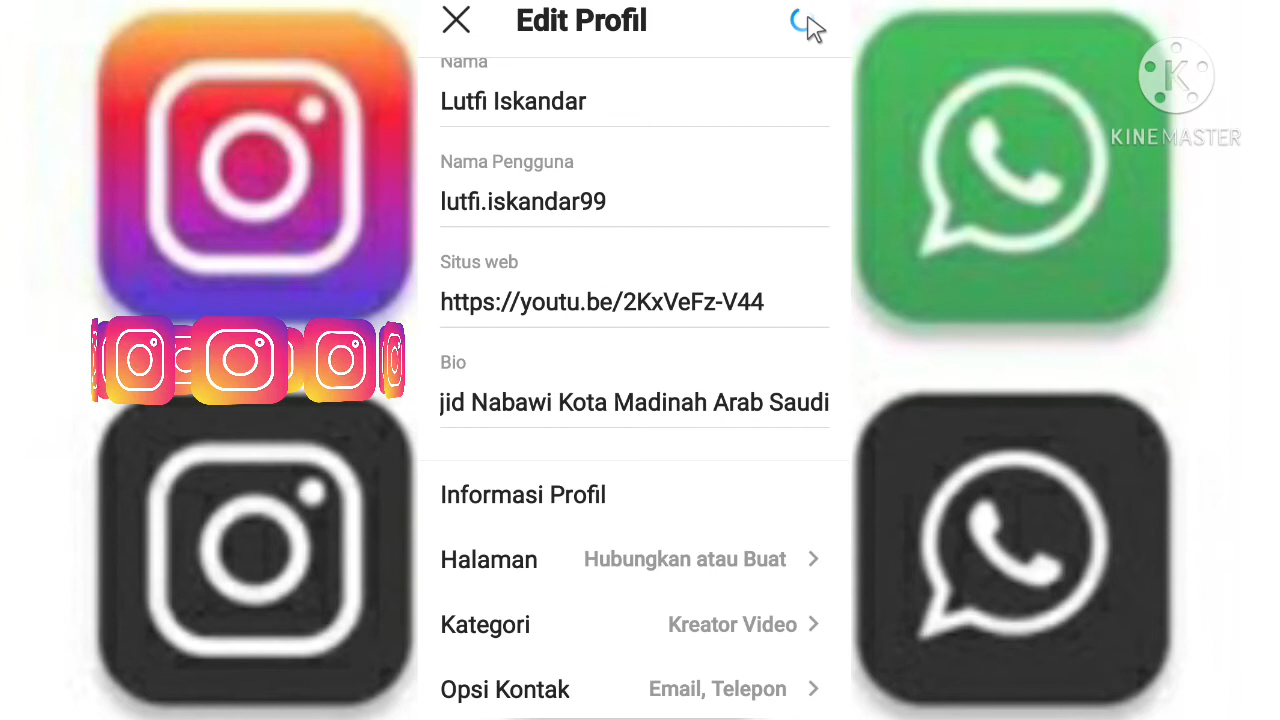 Edit Profil
Nama
Lutfi Iskandar
Nama Pengguna
lutfi.iskandar99
Situs web
https://youtu.be/2KxVeFz-V44
Bio
jid Nabawi Kota Madinah Arab Saudi
Informasi Profil
Halaman Hubungkan atau Buat
Kategori Kreator Video
Opsi Kontak Email, Telepon
K
KINEMASTER